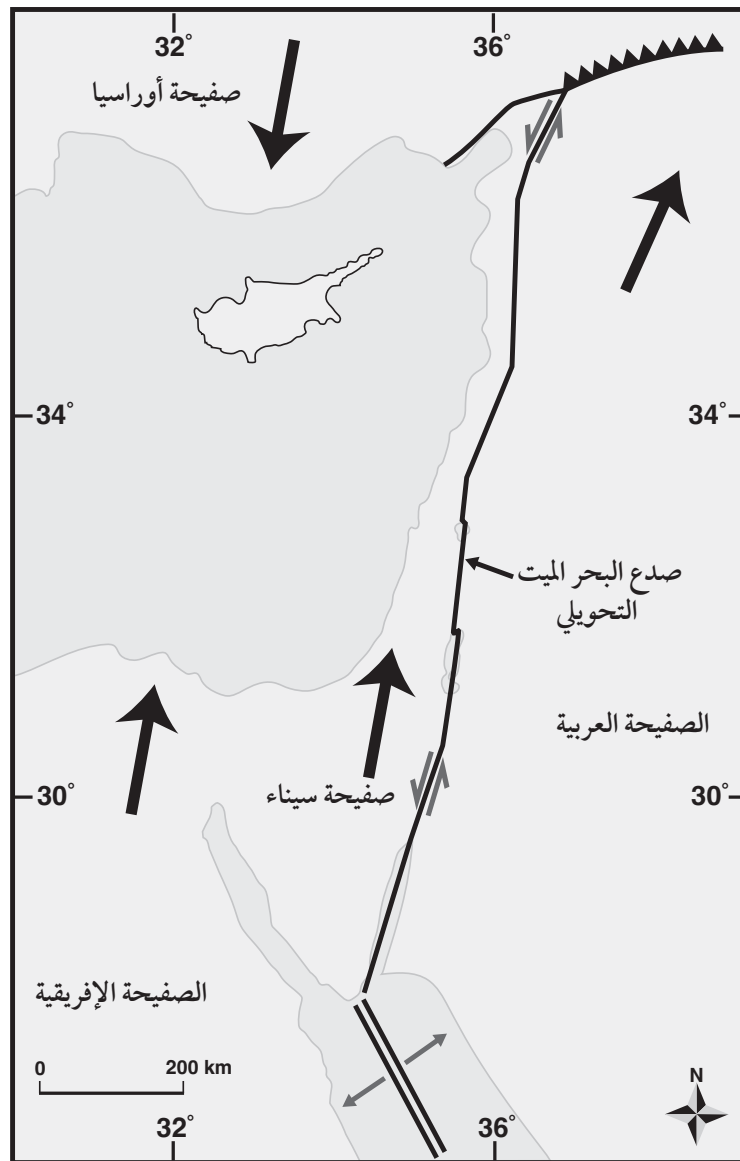 32° 36°
صفيحة أوراسيا
34° 34°
صدع البحر الميت
التحويلي
الصفيحة العربية
صفيحة سيناء
30° 30°
الصفيحة الإفريقية
0 200 km
N
32° 36°